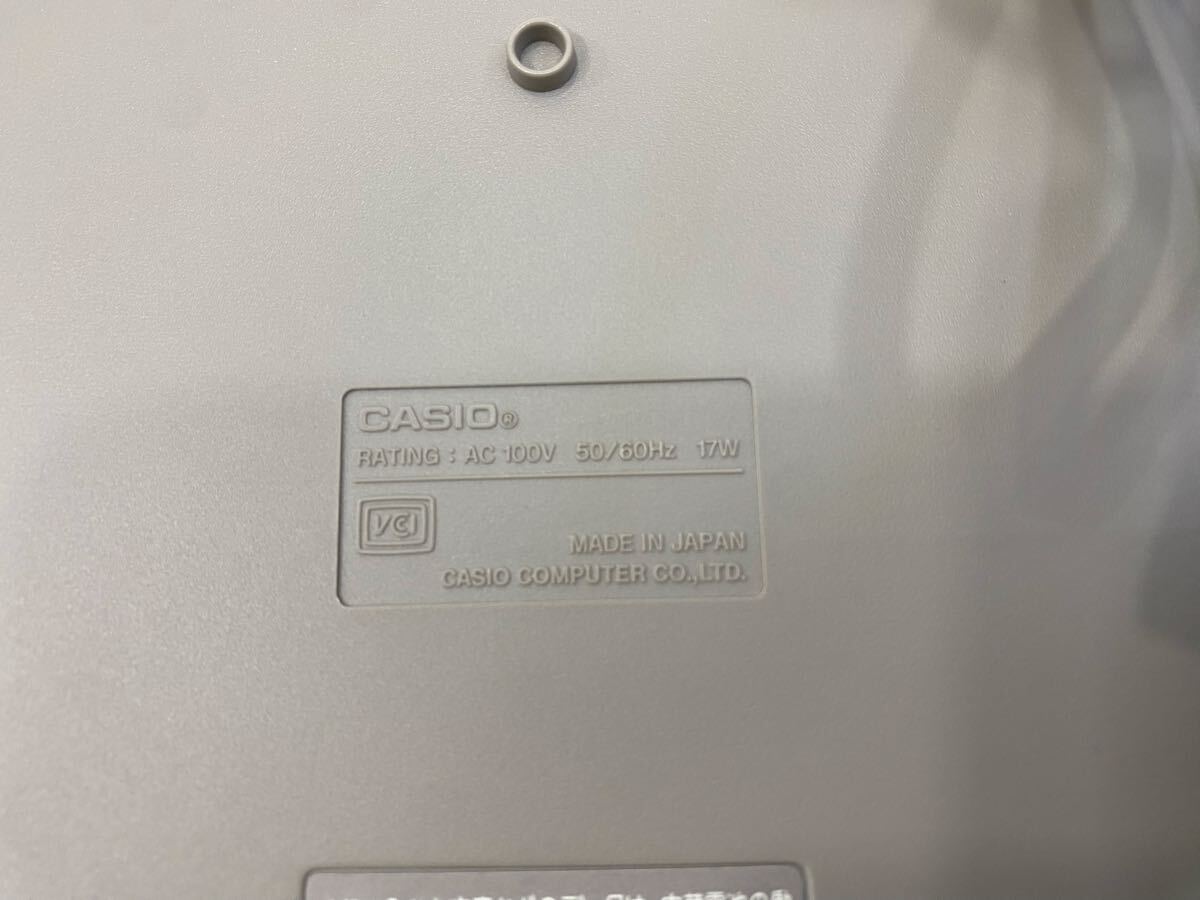 CASIO®
RATING : AC 100V 50/60Hz 17W
VCI
MADE IN JAPAN
CASIO COMPUTER CO.,LTD.